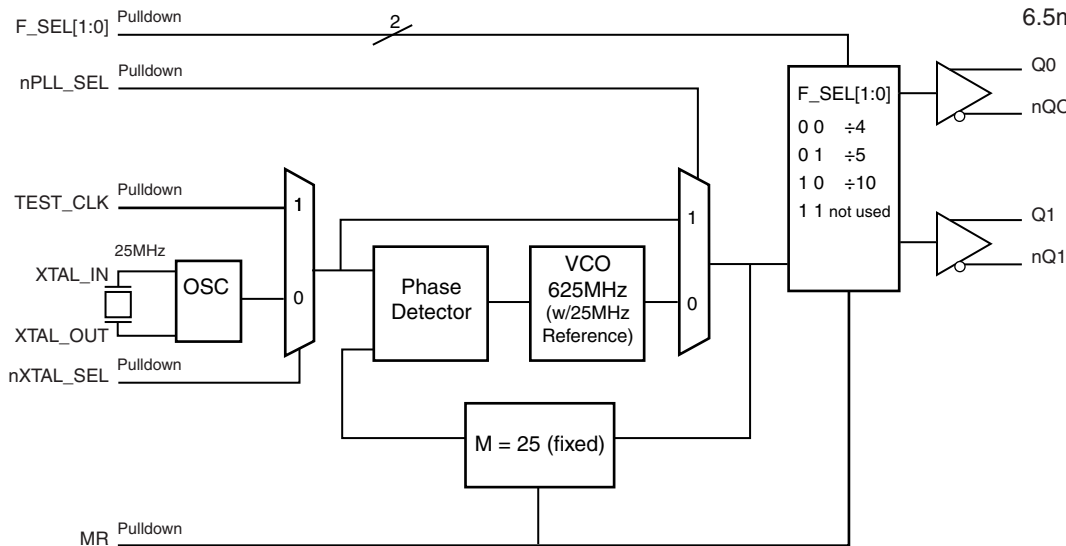 F_SEL[1:0] Pulldown
2
6.5n
nPLL_SEL Pulldown
Q0
nQ0
F_SEL[1:0]
0 0 ÷4
0 1 ÷5
1 0 ÷10
1 1 not used
TEST_CLK Pulldown
1
1
Q1
nQ1
25MHz
XTAL_IN
OSC
XTAL_OUT
0
Phase
Detector
VCO
625MHz
(w/25MHz
Reference)
0
nXTAL_SEL Pulldown
M = 25 (fixed)
MR Pulldown